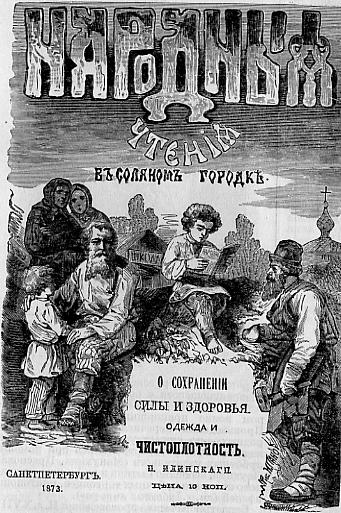 НАРОДНЫЯ
ЧТЕНІЯ
ВЪ СОЛЯНОМЪ ГОРОДКѢ.
О СОХРАНЕНІИ
СИЛЫ И ЗДОРОВЬЯ.
ОДЕЖДА И
ЧИСТОПЛОТНОСТЬ.
П. ИЛИНСКАГО.
САНКТПЕТЕРБУРГЪ.
1873.
ЦѢНА 10 КОП.